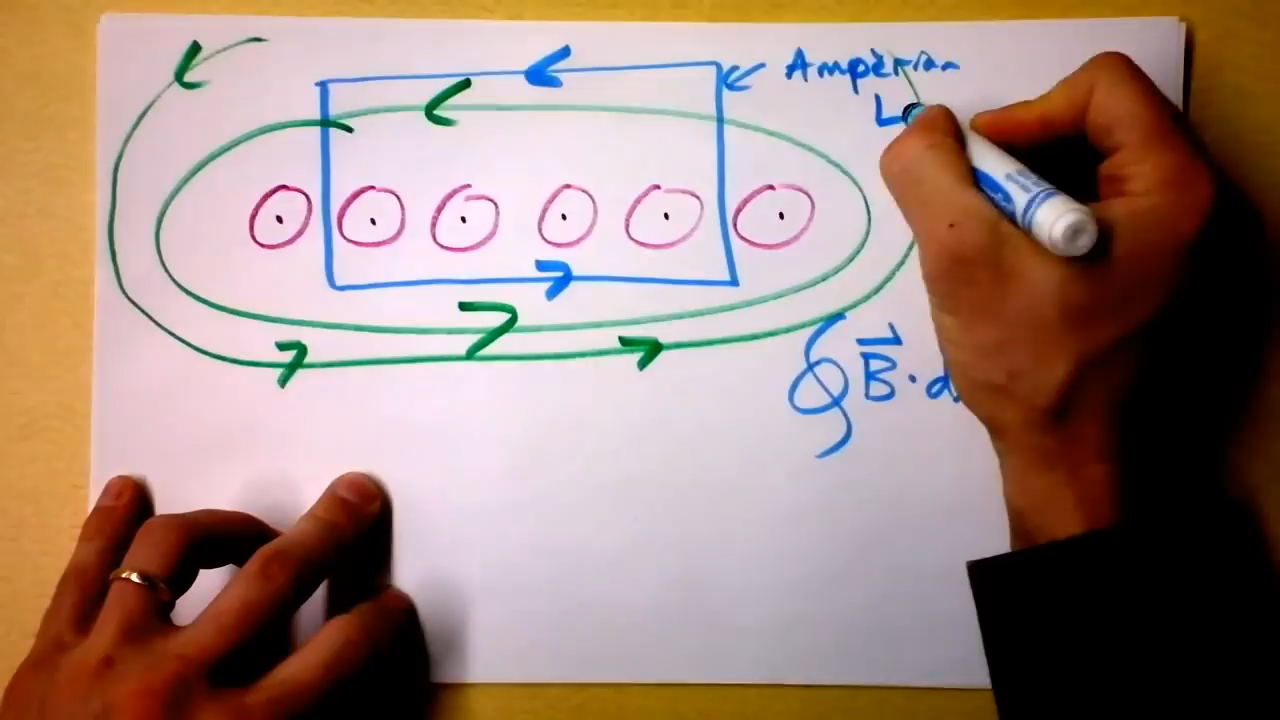 Ampèrian
L
∮ B⃗ · d